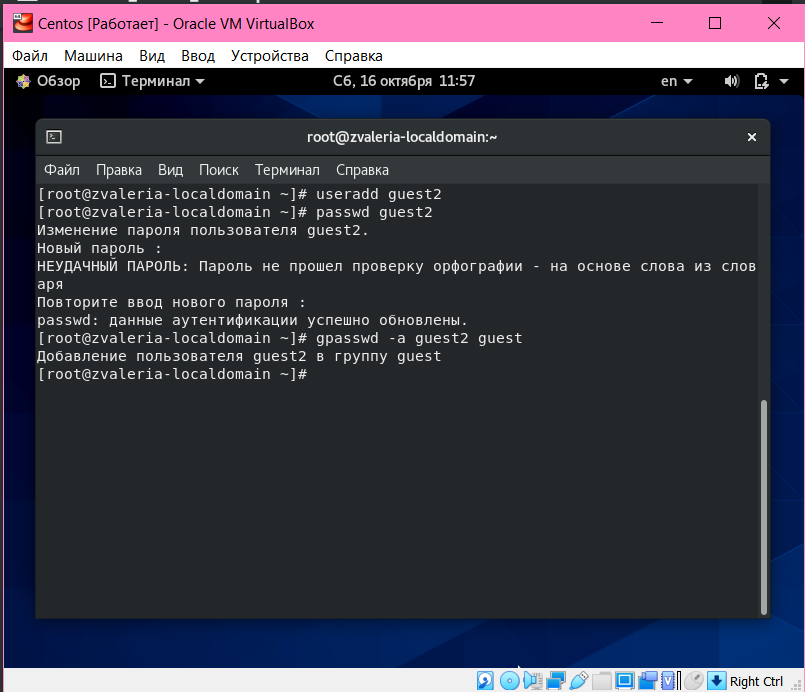 Centos [Работает] - Oracle VM VirtualBox
Файл Машина Вид Ввод Устройства Справка
Обзор Терминал Сб, 16 октября 11:57 en
root@zvaleria-localdomain:~
Файл Правка Вид Поиск Терминал Справка
[root@zvaleria-localdomain ~]# useradd guest2
[root@zvaleria-localdomain ~]# passwd guest2
Изменение пароля пользователя guest2.
Новый пароль :
НЕУДАЧНЫЙ ПАРОЛЬ: Пароль не прошел проверку орфографии - на основе слова из слов
аря
Повторите ввод нового пароля :
passwd: данные аутентификации успешно обновлены.
[root@zvaleria-localdomain ~]# gpasswd -a guest2 guest
Добавление пользователя guest2 в группу guest
[root@zvaleria-localdomain ~]#
Right Ctrl